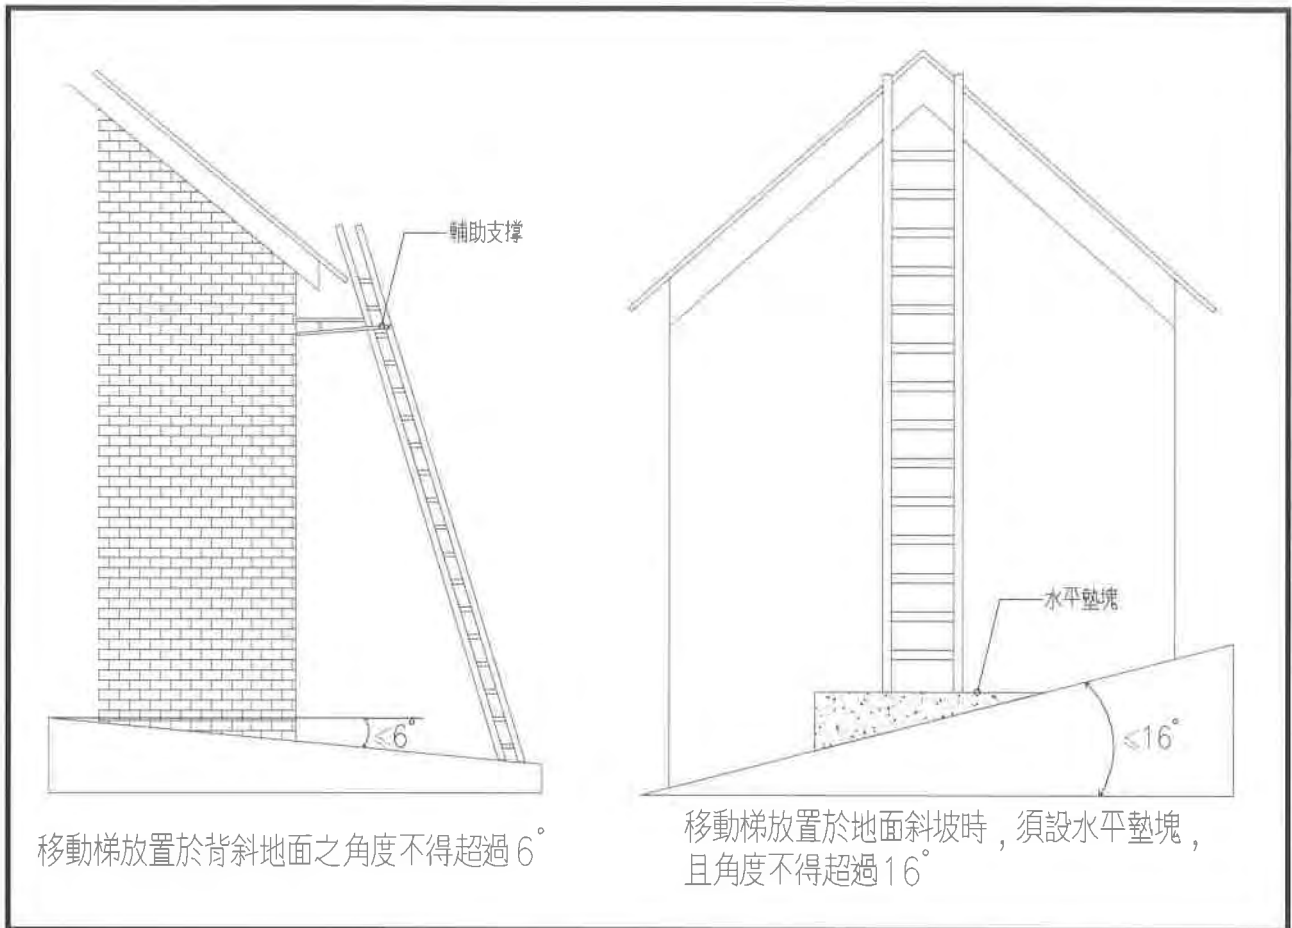 輔助支撐
≤6°
移動梯放置於背斜地面之角度不得超過6°
水平墊塊
≤16°
移動梯放置於地面斜坡時，須設水平墊塊，
且角度不得超過16°